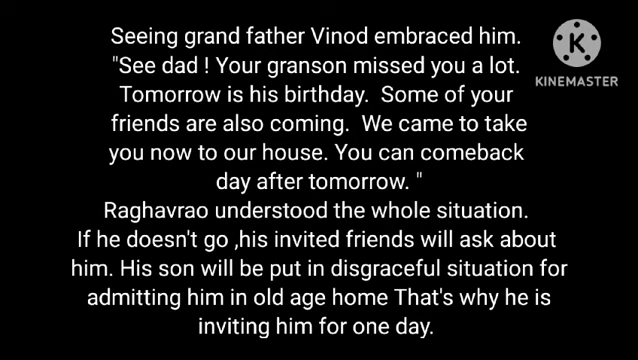 Seeing grand father Vinod embraced him.
"See dad ! Your granson missed you a lot.
Tomorrow is his birthday. Some of your
friends are also coming. We came to take
you now to our house. You can comeback
day after tomorrow. "
Raghavrao understood the whole situation.
If he doesn't go ,his invited friends will ask about
him. His son will be put in disgraceful situation for
admitting him in old age home That's why he is
inviting him for one day.
K
KINEMASTER